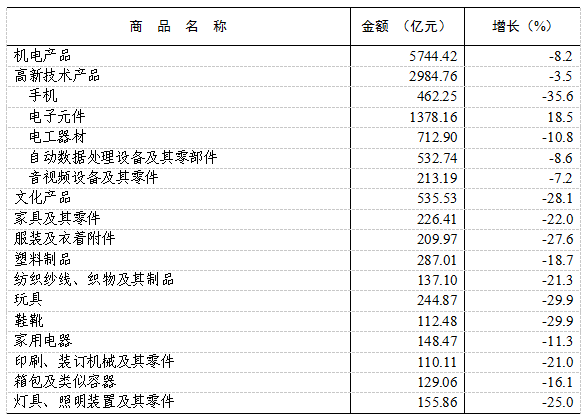 商 品 名 称 金额 （亿元） 增长（%）
机电产品 5744.42 -8.2
高新技术产品 2984.76 -3.5
手机 462.25 -35.6
电子元件 1378.16 18.5
电工器材 712.90 -10.8
自动数据处理设备及其零部件 532.74 -8.6
音视频设备及其零件 213.19 -7.2
文化产品 535.53 -28.1
家具及其零件 226.41 -22.0
服装及衣着附件 209.97 -27.6
塑料制品 287.01 -18.7
纺织纱线、织物及其制品 137.10 -21.3
玩具 244.87 -29.9
鞋靴 112.48 -29.9
家用电器 148.47 -11.3
印刷、装订机械及其零件 110.11 -21.0
箱包及类似容器 129.06 -16.1
灯具、照明装置及其零件 155.86 -25.0